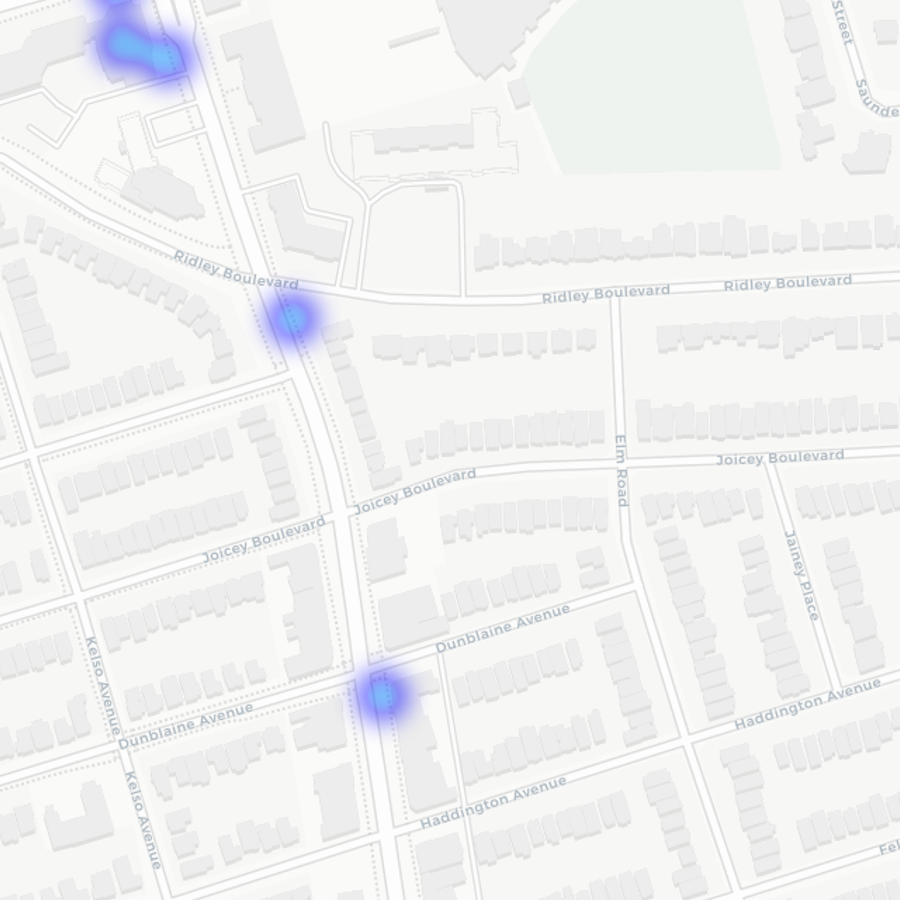 Street
Saunde
Ridley Boulevard
Ridley Boulevard
Ridley Boulevard
Joicey Boulevard
Joicey Boulevard
Joicey Boulevard
Elm Road
Jainey Place
Kelso Avenue
Dunblaine Avenue
Dunblaine Avenue
Haddington Avenue
Kelso Avenue
Haddington Avenue
Fel